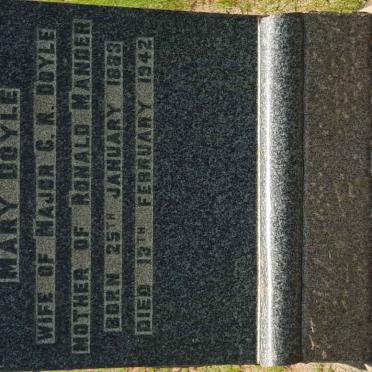 MARY DOYLE
WIFE OF MAJOR C. R. DOYLE
MOTHER OF RONALD MANDER
BORN 25TH JANUARY 1883
DIED 13TH FEBRUARY 1942